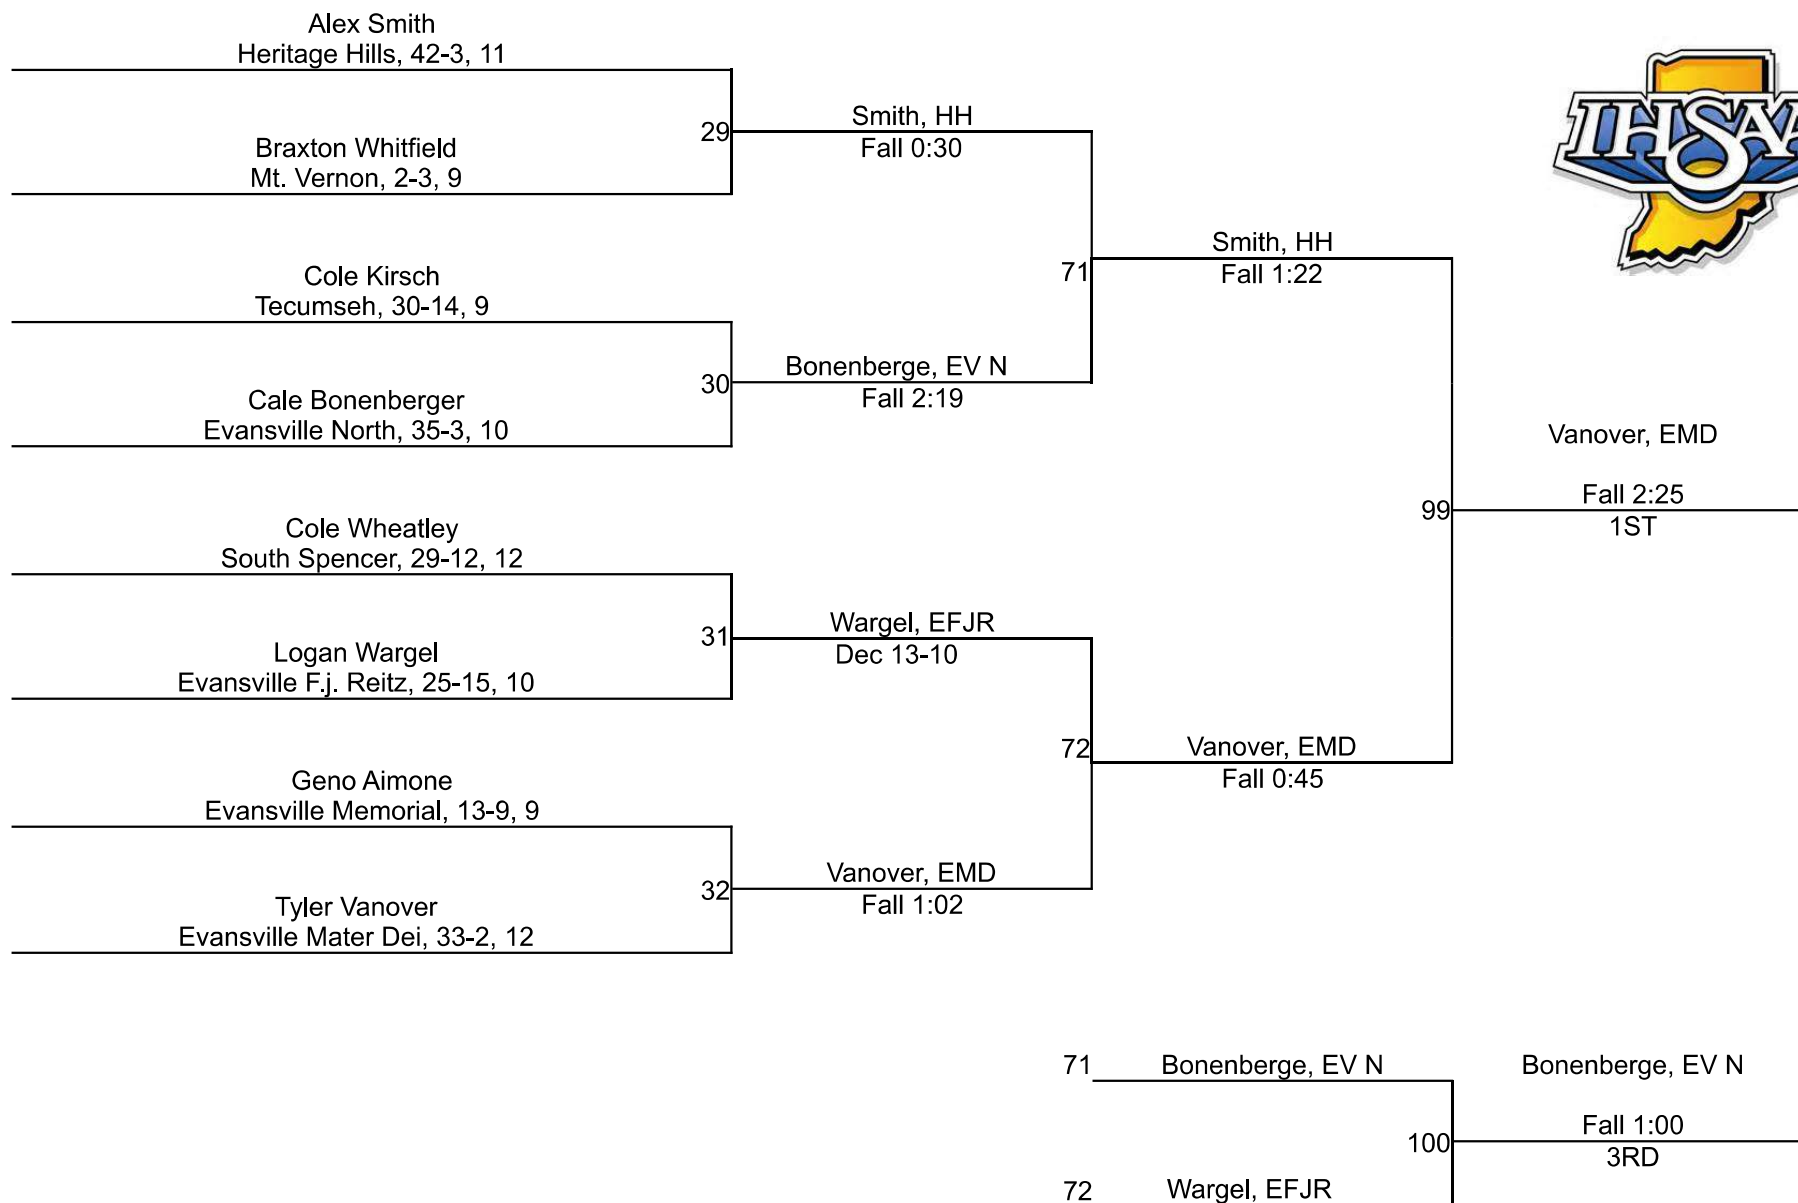 Alex Smith
Heritage Hills, 42-3, 11
Braxton Whitfield
Mt. Vernon, 2-3, 9
Cole Kirsch
Tecumseh, 30-14, 9
Cale Bonenberger
Evansville North, 35-3, 10
Cole Wheatley
South Spencer, 29-12, 12
Logan Wargel
Evansville F.j. Reitz, 25-15, 10
Geno Aimone
Evansville Memorial, 13-9, 9
Tyler Vanover
Evansville Mater Dei, 33-2, 12
29
Smith, HH
Fall 0:30
30
Bonenberge, EV N
Fall 2:19
31
Wargel, EFJR
Dec 13-10
32
Vanover, EMD
Fall 1:02
71
Smith, HH
Fall 1:22
72
Vanover, EMD
Fall 0:45
IHSAA
99
Vanover, EMD
Fall 2:25
1ST
71
Bonenberge, EV N
72
Wargel, EFJR
100
Bonenberge, EV N
Fall 1:00
3RD